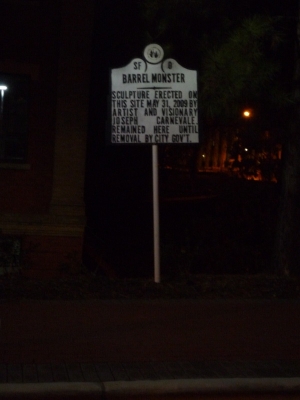 SF 8
BARREL MONSTER
SCULPTURE ERECTED ON
THIS SITE MAY 31, 2009 BY
ARTIST AND VISIONARY
JOSEPH CARNEVALE.
REMAINED HERE UNTIL
REMOVAL BY CITY GOV'T.